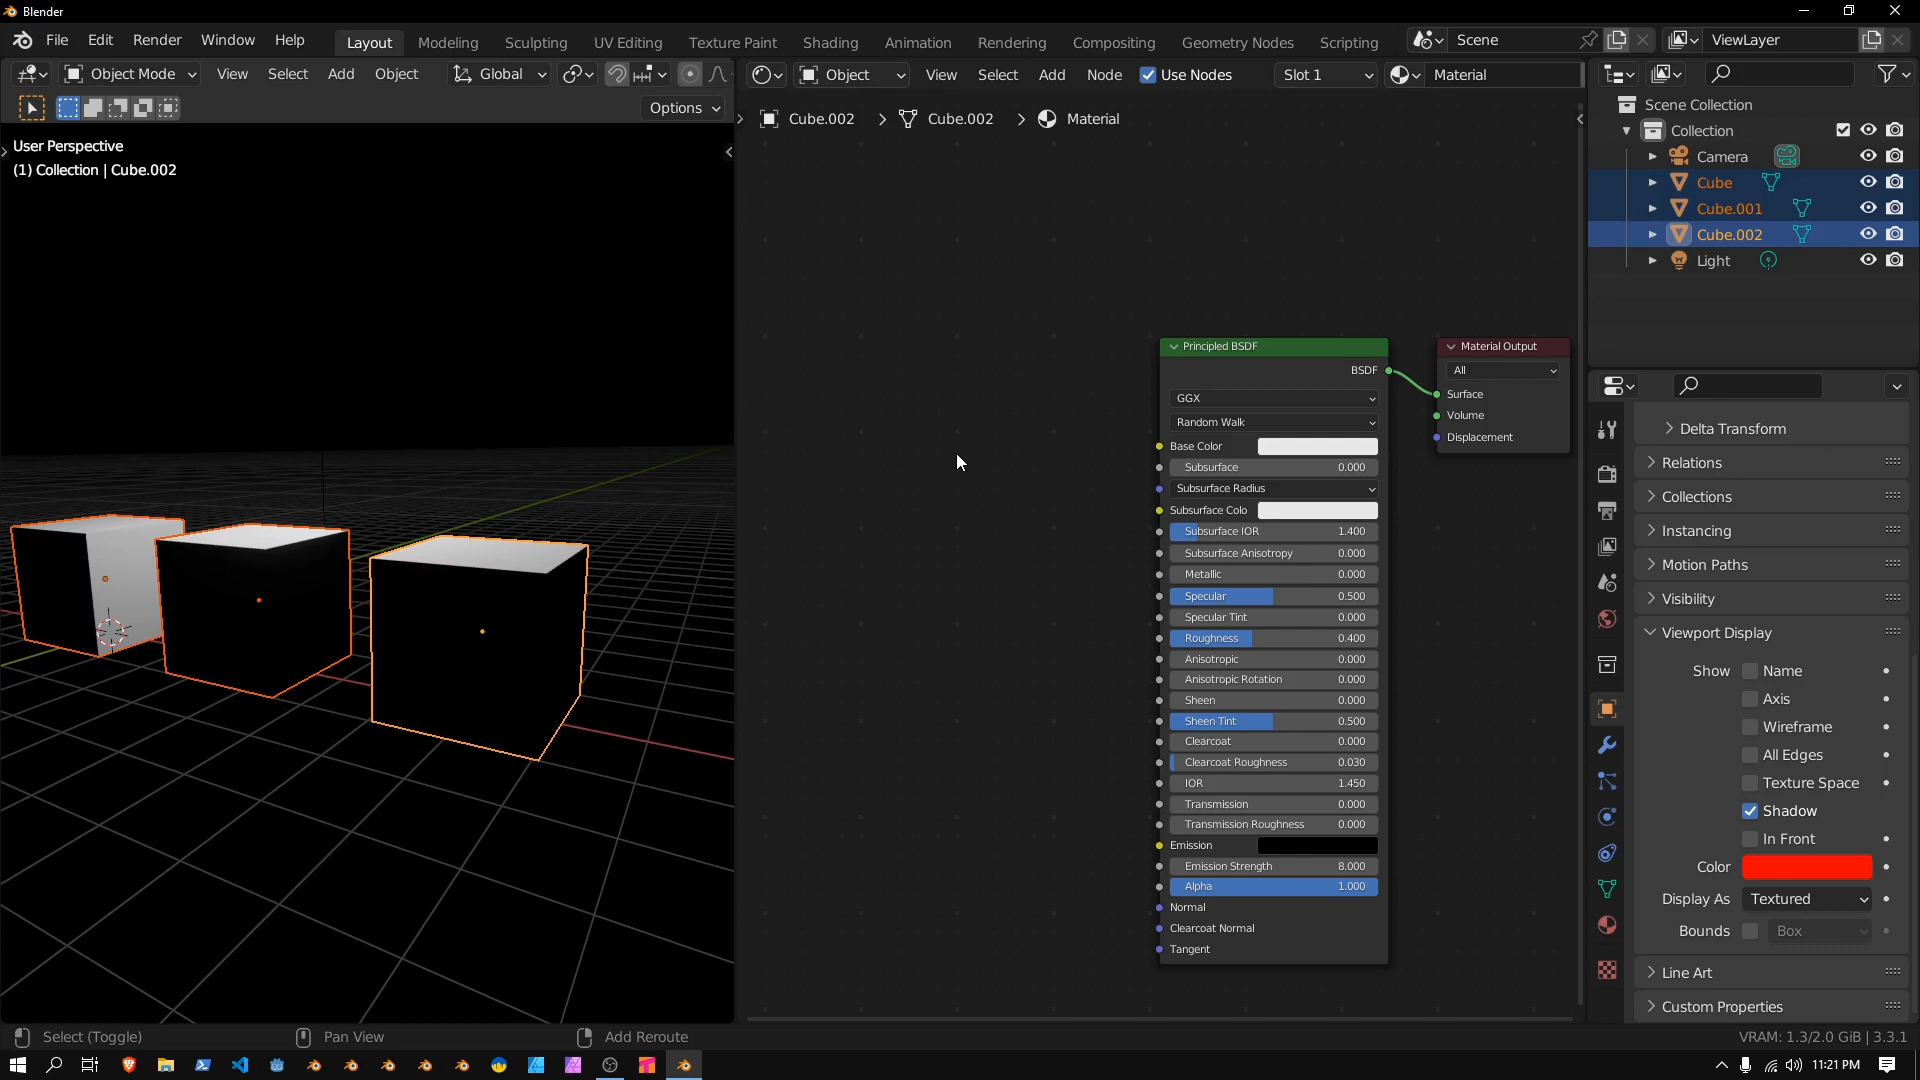 Blender
File Edit Render Window Help Layout Modeling Sculpting UV Editing Texture Paint Shading Animation Rendering Compositing Geometry Nodes Scripting Scene ViewLayer
Object Mode View Select Add Object Global Object View Select Add Node Use Nodes Slot 1 Material
Options
Cube.002 Cube.002 Material
User Perspective
(1) Collection | Cube.002
Principled BSDF
BSDF
GGX
Random Walk
Base Color
Subsurface 0.000
Subsurface Radius
Subsurface Colo
Subsurface IOR 1.400
Subsurface Anisotropy 0.000
Metallic 0.000
Specular 0.500
Specular Tint 0.000
Roughness 0.400
Anisotropic 0.000
Anisotropic Rotation 0.000
Sheen 0.000
Sheen Tint 0.500
Clearcoat 0.000
Clearcoat Roughness 0.030
IOR 1.450
Transmission 0.000
Transmission Roughness 0.000
Emission
Emission Strength 8.000
Alpha 1.000
Normal
Clearcoat Normal
Tangent
Material Output
All
Surface
Volume
Displacement
Scene Collection
Collection
Camera
Cube
Cube.001
Cube.002
Light
Delta Transform
Relations
Collections
Instancing
Motion Paths
Visibility
Viewport Display
Show Name
Axis
Wireframe
All Edges
Texture Space
Shadow
In Front
Color
Display As Textured
Bounds Box
Line Art
Custom Properties
Select (Toggle) Pan View Add Reroute VRAM: 1.3/2.0 GiB | 3.3.1
11:21 PM